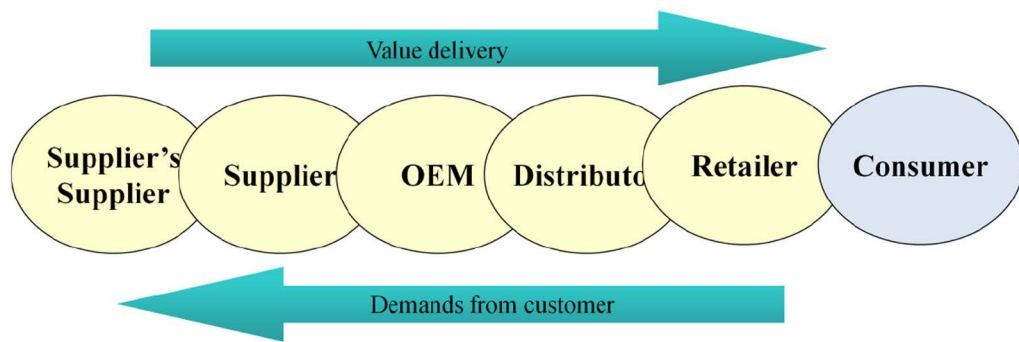 Value delivery
Supplier's
Supplier
Supplier
OEM
Distributo
Retailer
Consumer
Demands from customer